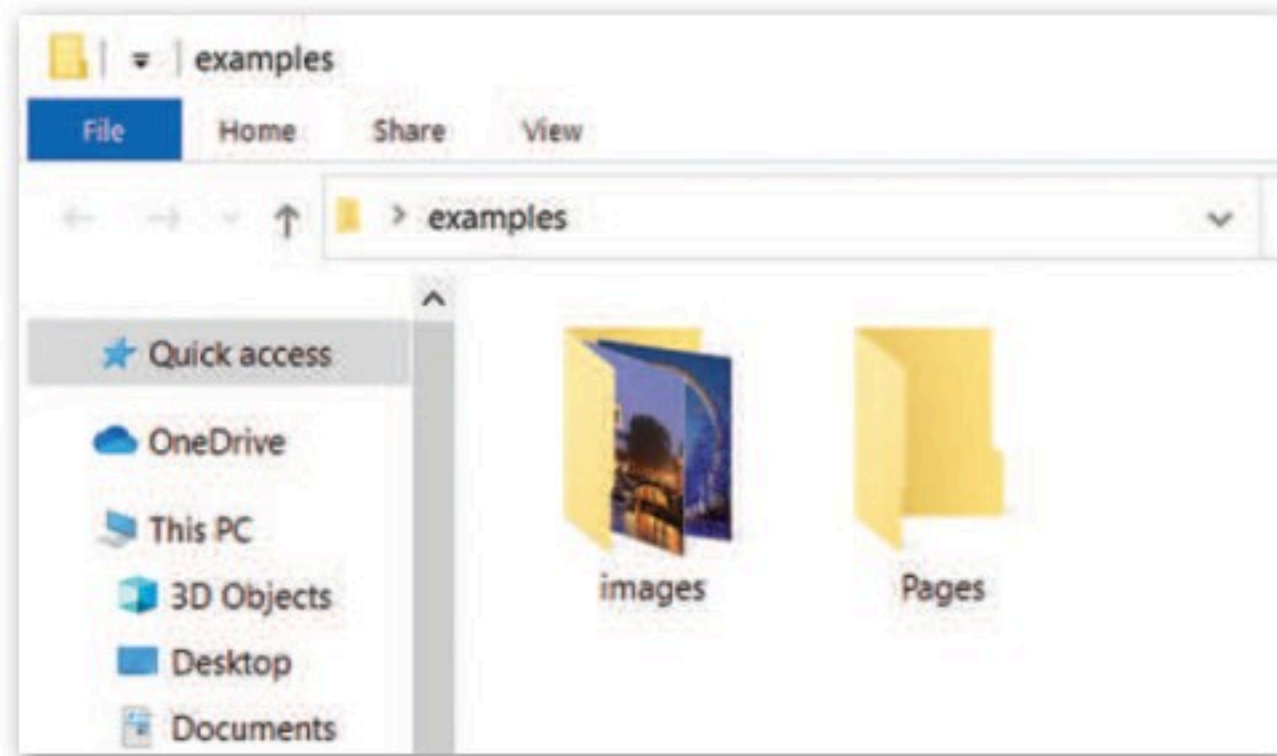 examples
File Home Share View
examples
Quick access
OneDrive
This PC
3D Objects
Desktop
Documents
images Pages